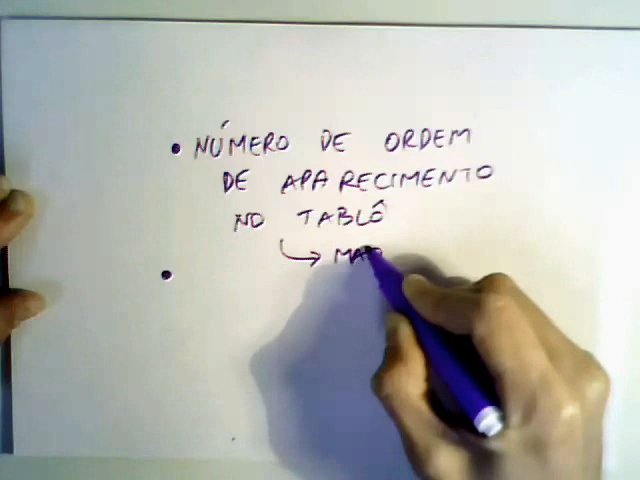 • NÚMERO DE ORDEM
DE APARECIMENTO
NO TABLÔ
↳
•